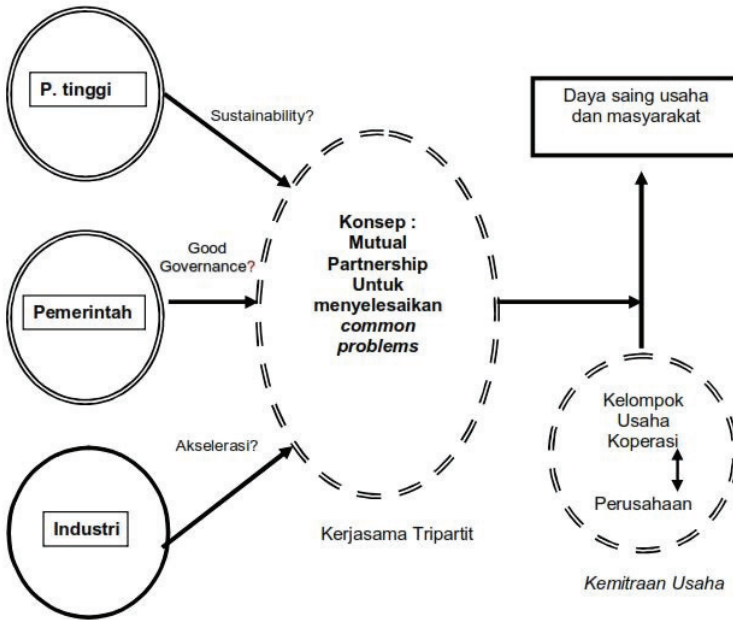 P. tinggi
Sustainability?
Daya saing usaha
dan masyarakat
Konsep :
Mutual
Partnership
Untuk
menyelesaikan
common
problems
Good
Governance?
Pemerintah
Kelompok
Usaha
Koperasi
Perusahaan
Akselerasi?
Industri
Kerjasama Tripartit
Kemitraan Usaha